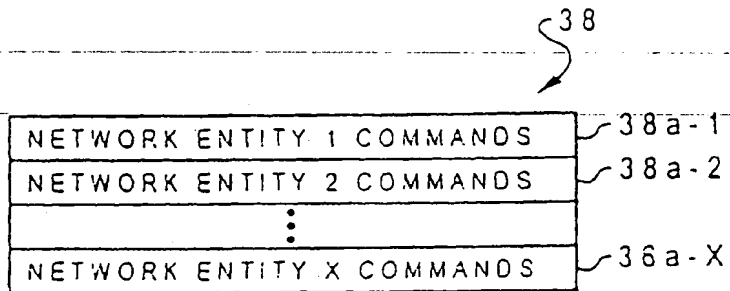 38
NETWORK ENTITY 1 COMMANDS 38a-1
NETWORK ENTITY 2 COMMANDS 38a-2
⋮
NETWORK ENTITY X COMMANDS 36a-X